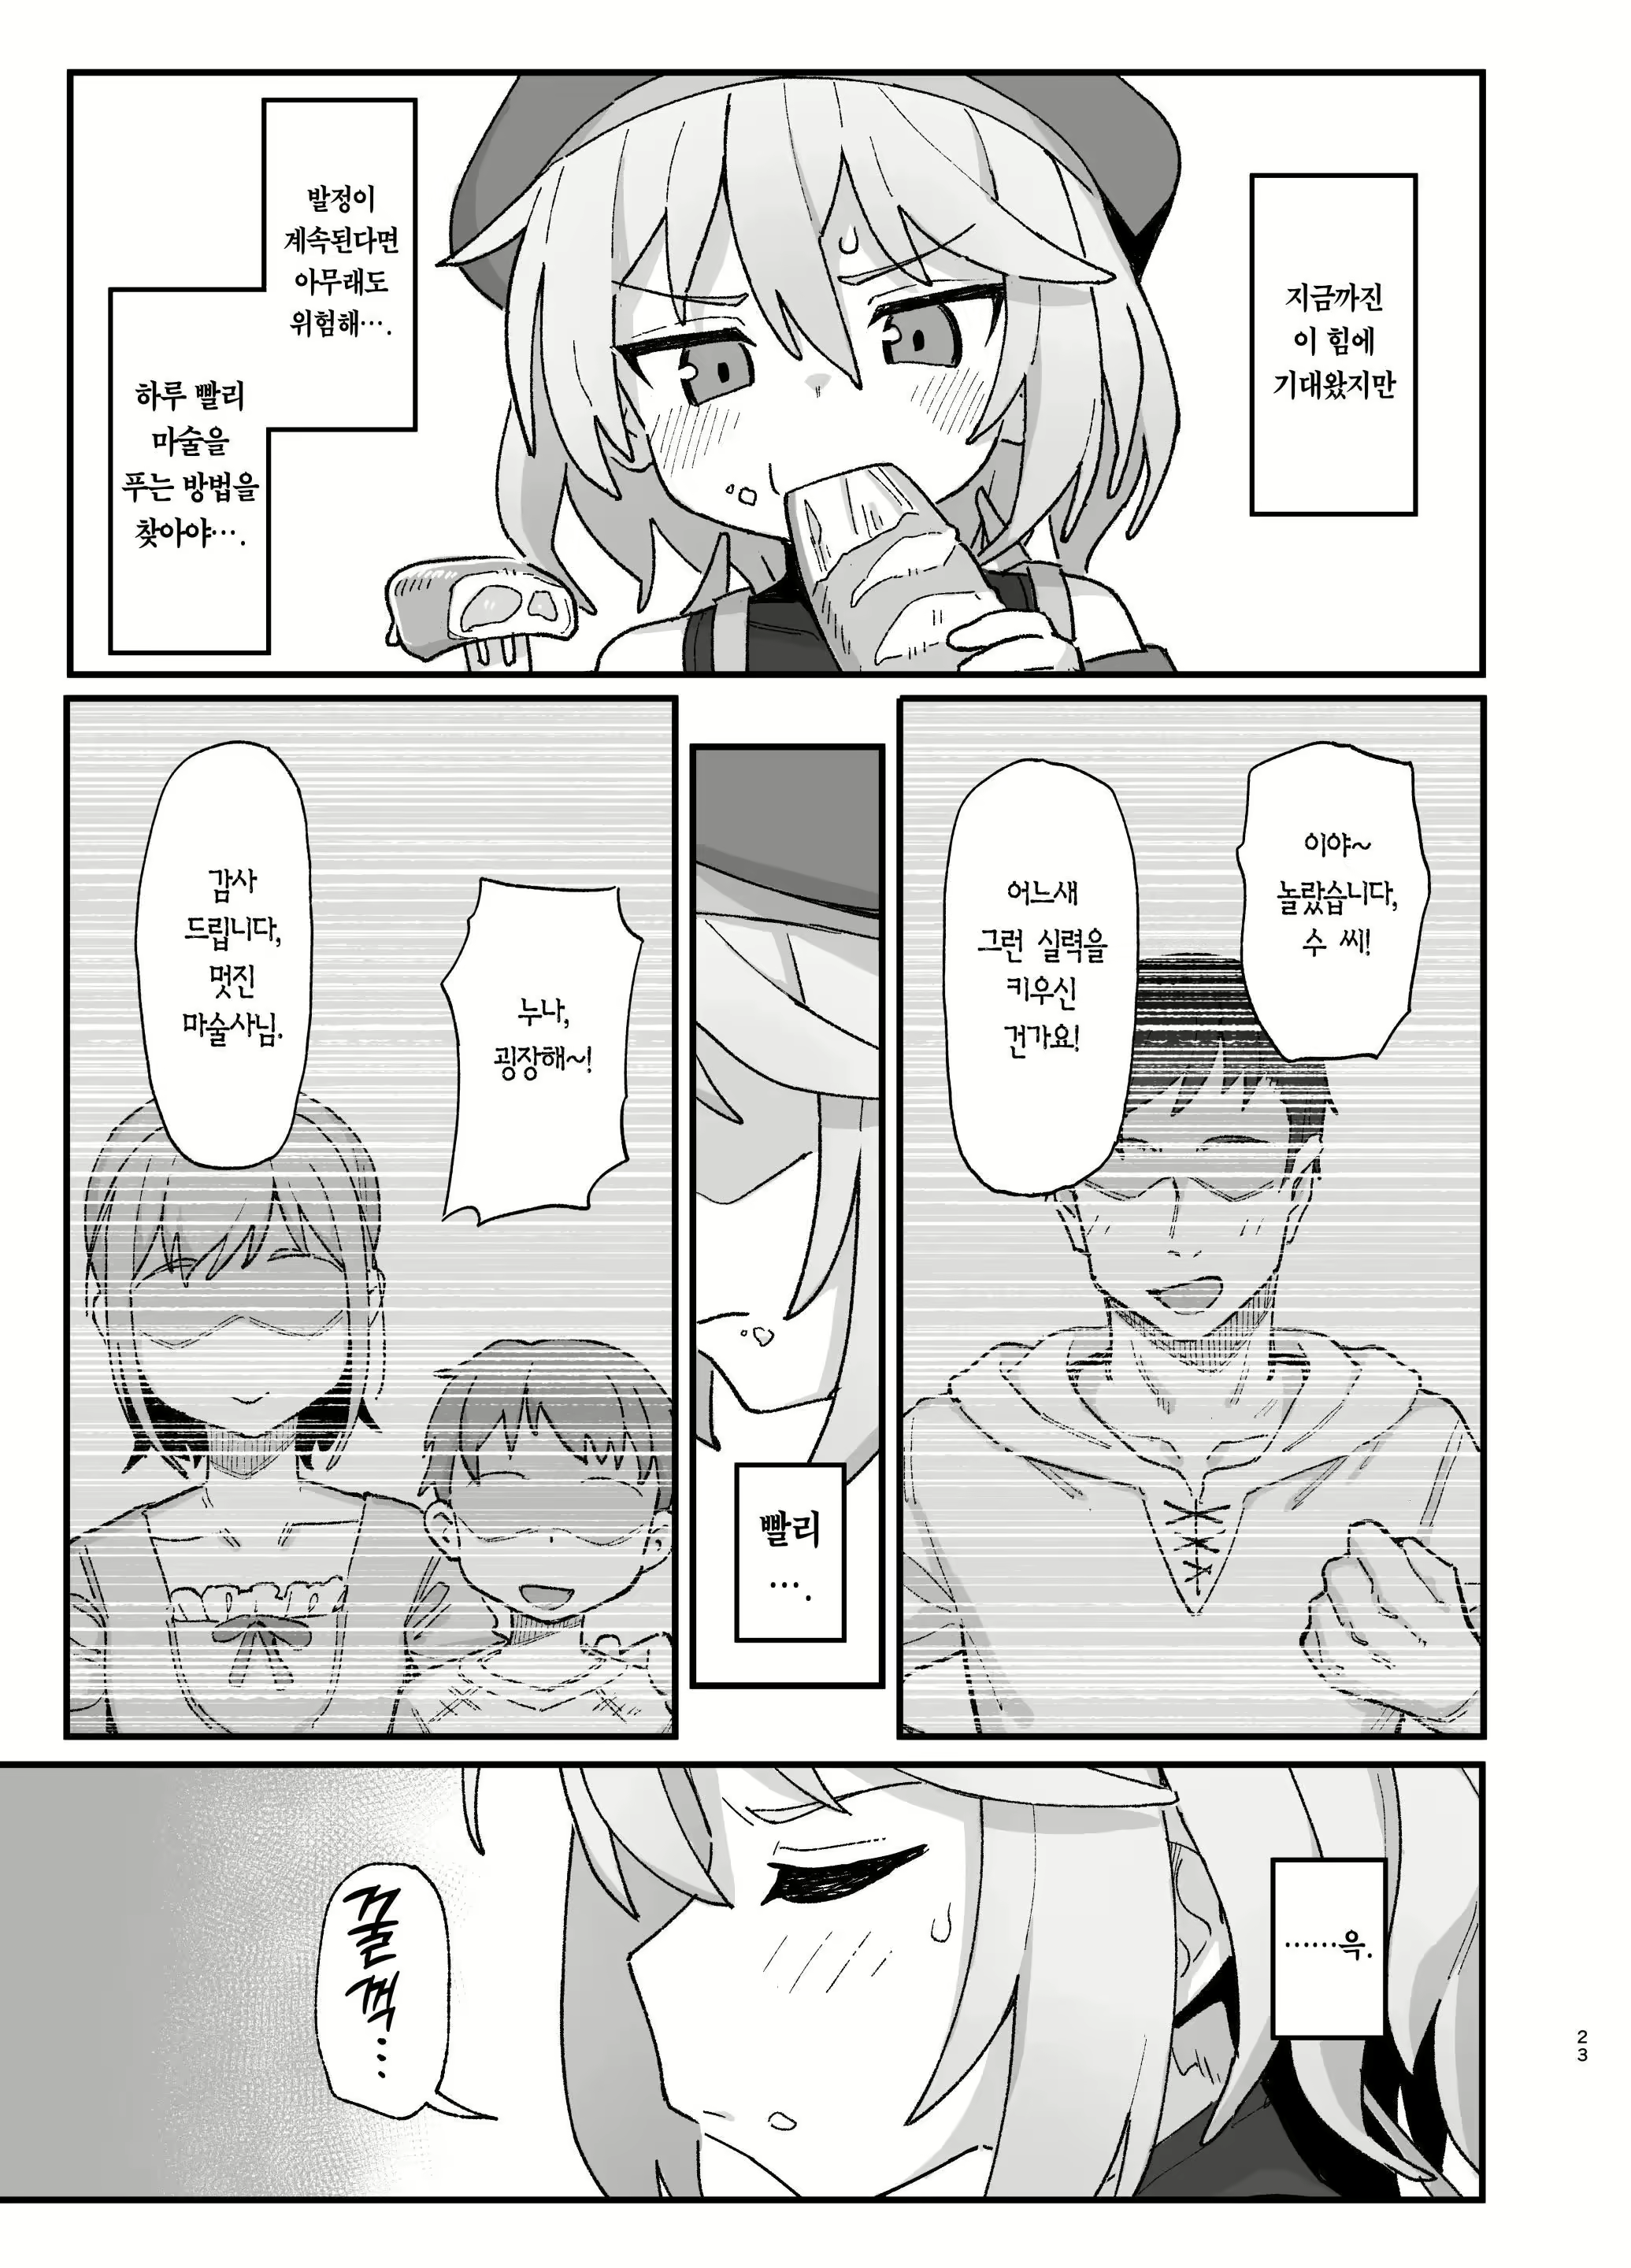 지금까진
이 힘에
기대왔지만
발정이
계속된다면
아무래도
위험해….
하루 빨리
마술을
푸는 방법을
찾아야….
이야~
놀랐습니다,
수 씨!
어느새
그런 실력을
키우신
건가요!
빨리
….
누나,
굉장해~!
감사
드립니다,
멋진
마술사님.
……윽.
꿀꺽…
23